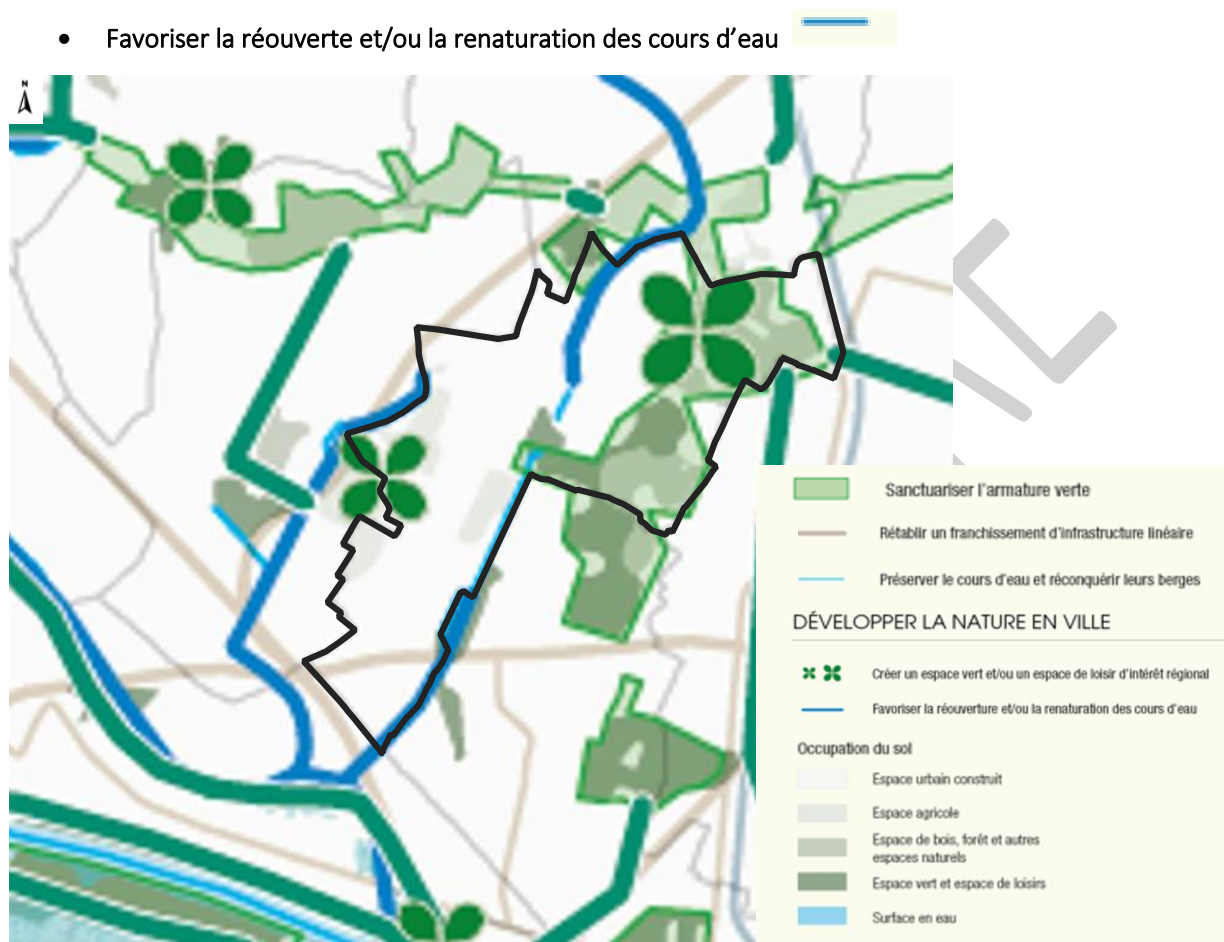 • Favoriser la réouverte et/ou la renaturation des cours d'eau
N
Sanctuariser l'armature verte
Rétablir un franchissement d'infrastructure linéaire
Préserver le cours d'eau et réconquérir leurs berges
DÉVELOPPER LA NATURE EN VILLE
Créer un espace vert et/ou un espace de loisir d'intérêt régional
Favoriser la réouverture et/ou la renaturation des cours d'eau
Occupation du sol
Espace urbain construit
Espace agricole
Espace de bois, forêt et autres
espaces naturels
Espace vert et espace de loisirs
Surface en eau